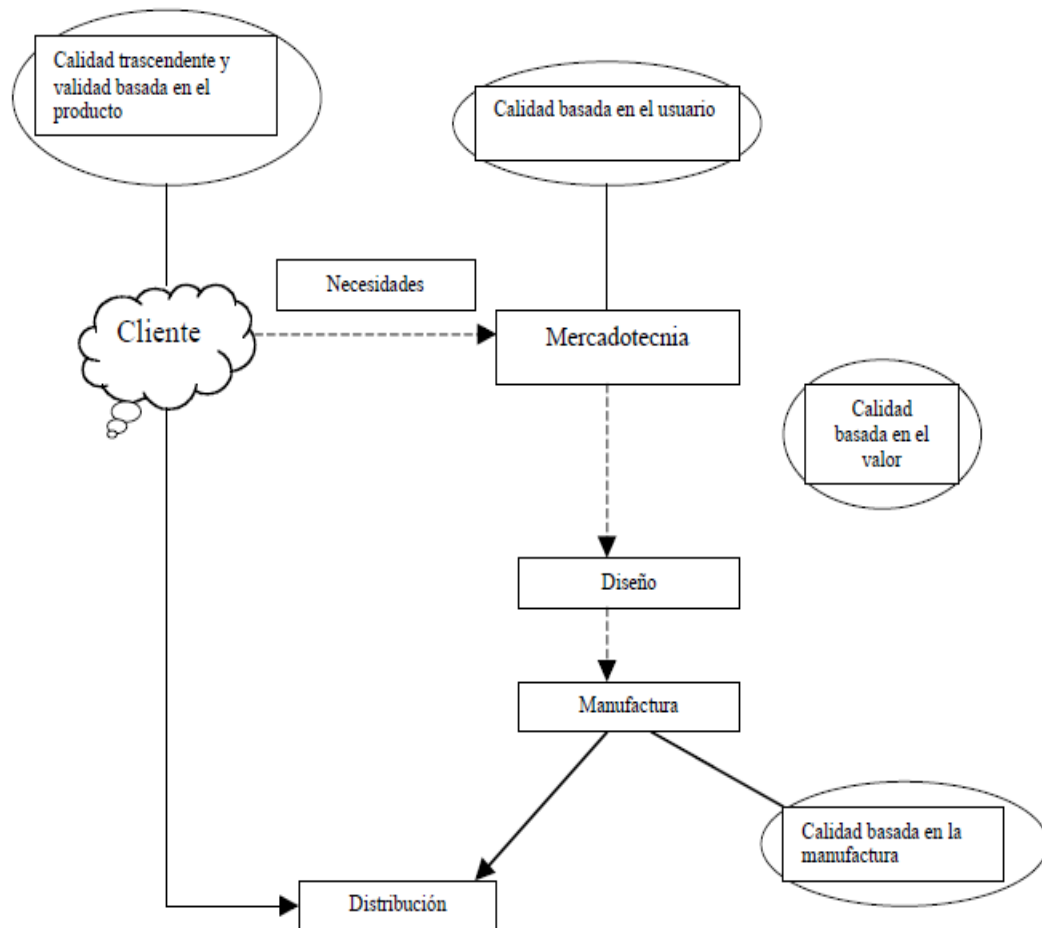 Calidad trascendente y
validad basada en el
producto
Calidad basada en el usuario
Necesidades
Cliente
Mercadotecnia
Calidad
basada en el
valor
Diseño
Manufactura
Calidad basada en la
manufactura
Distribución